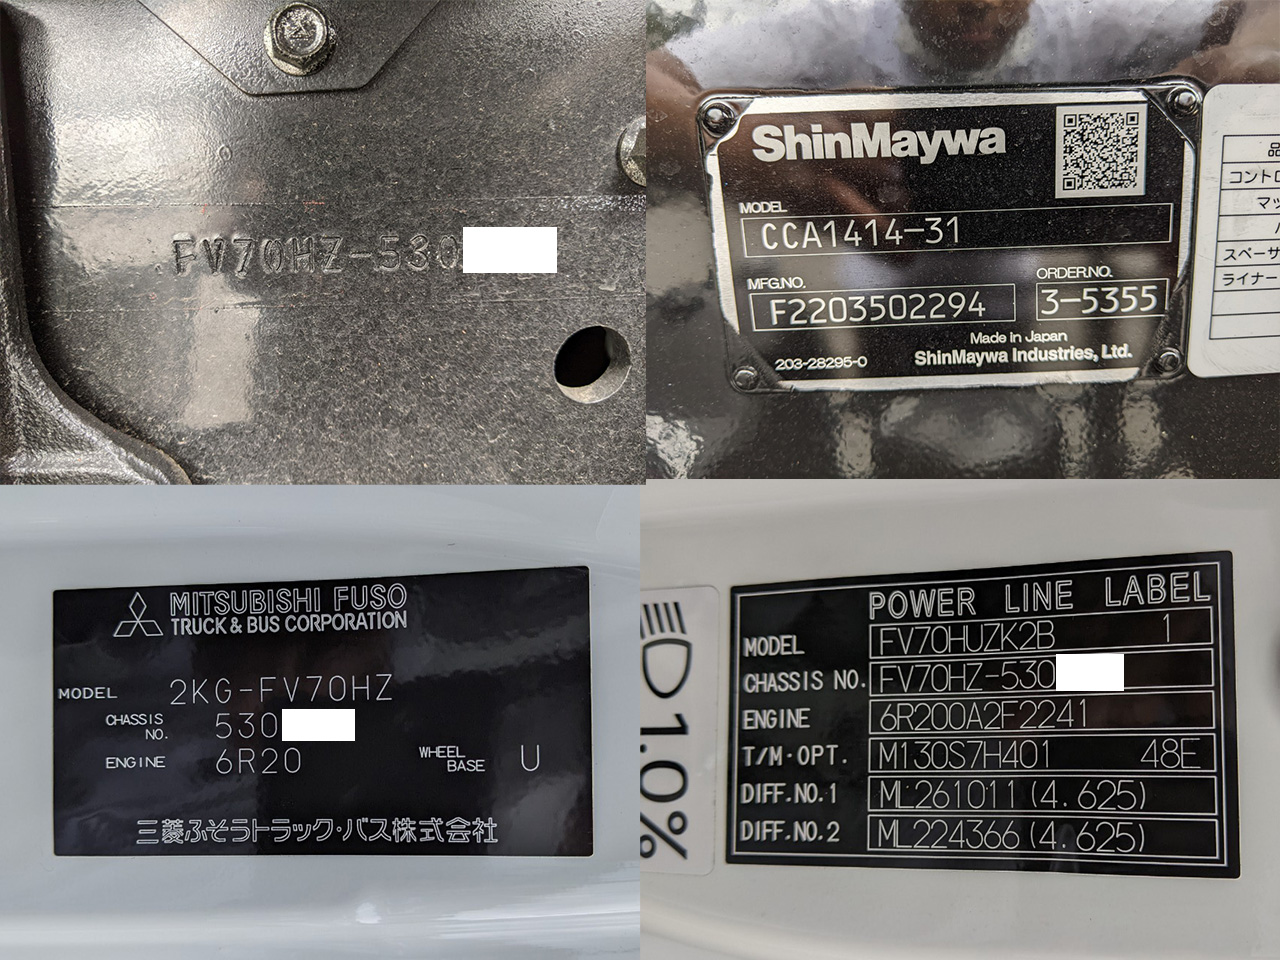 FV70HZ-530
ShinMaywa
MODEL
CCA1414-31
MFG.NO.
F2203502294
ORDER.NO.
3-5355
Made in Japan
203-28295-0
ShinMaywa Industries, Ltd.
品
コントロ
マッ
スペーサ
ライナー
MITSUBISHI FUSO
TRUCK & BUS CORPORATION
MODEL 2KG-FV70HZ
CHASSIS NO. 530
ENGINE 6R20 WHEEL BASE U
三菱ふそうトラック・バス株式会社
1.0%
POWER LINE LABEL
MODEL FV70HUZK2B 1
CHASSIS NO. FV70HZ-530
ENGINE 6R200A2F2241
T/M·OPT. M130S7H401 48E
DIFF.NO.1 ML261011 (4.625)
DIFF.NO.2 ML224366 (4.625)